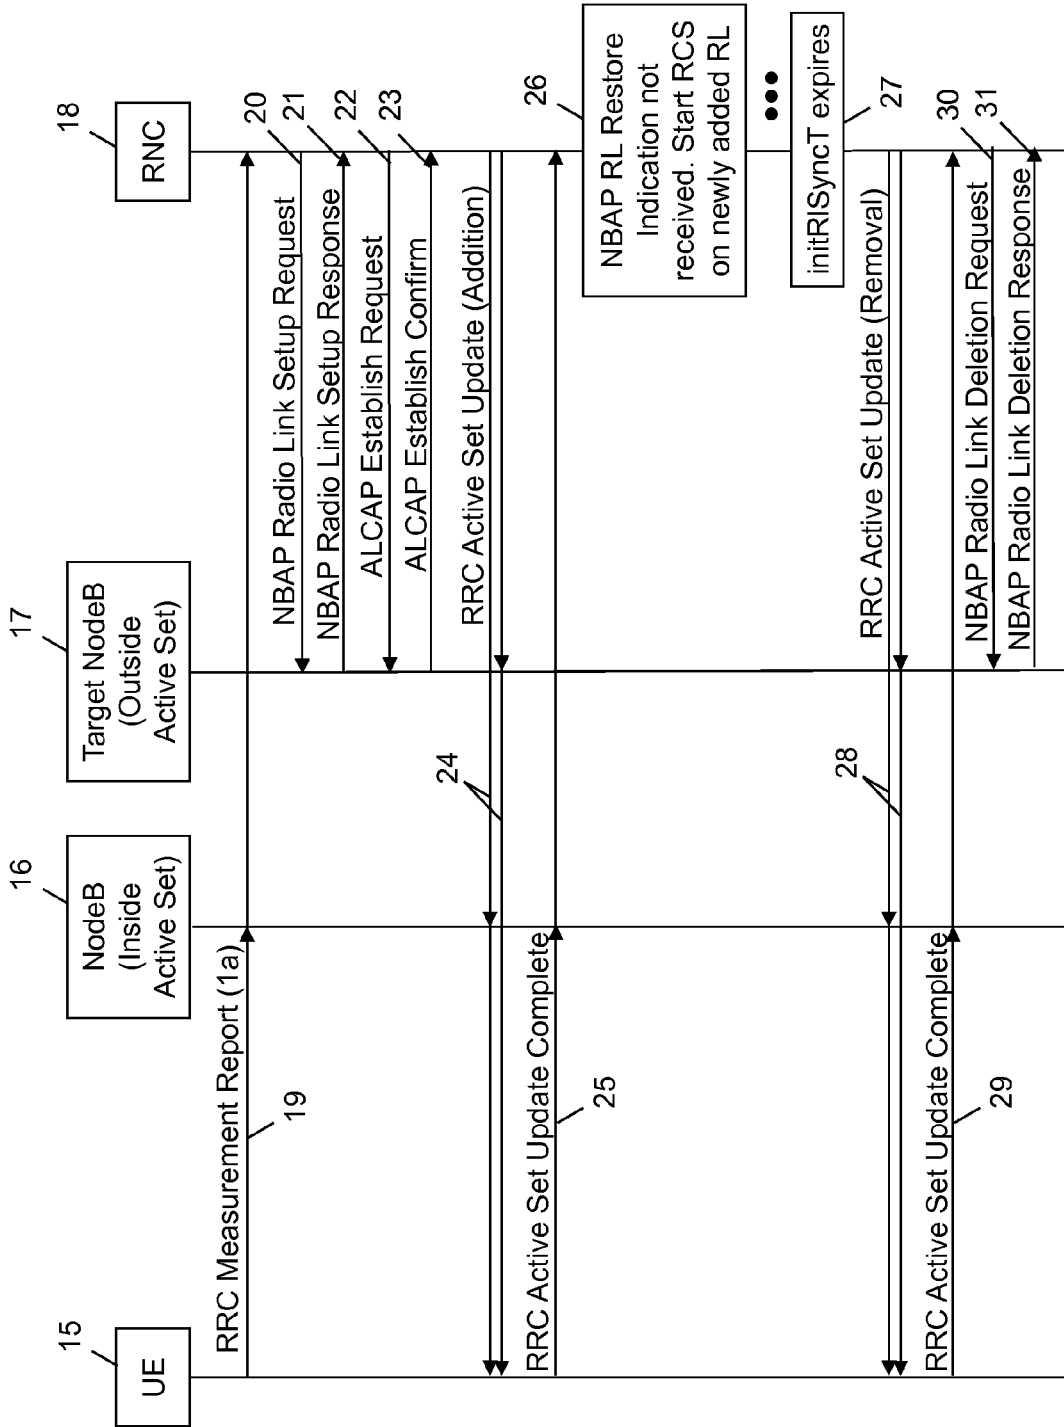 15
UE
16
NodeB
(Inside
Active Set)
17
Target NodeB
(Outside
Active Set)
18
RNC
RRC Measurement Report (1a)
19
NBAP Radio Link Setup Request
20
NBAP Radio Link Setup Response
21
ALCAP Establish Request
22
ALCAP Establish Confirm
23
RRC Active Set Update (Addition)
24
RRC Active Set Update Complete
25
26
NBAP RL Restore
Indication not
received. Start RCS
on newly added RL
initRlSyncT expires
27
RRC Active Set Update (Removal)
28
RRC Active Set Update Complete
29
NBAP Radio Link Deletion Request
30
NBAP Radio Link Deletion Response
31